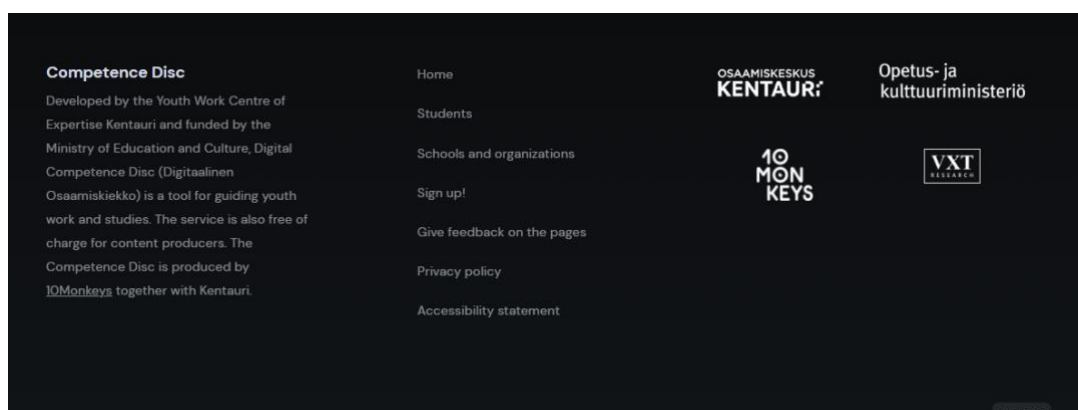 Competence Disc
Developed by the Youth Work Centre of
Expertise Kentauri and funded by the
Ministry of Education and Culture, Digital
Competence Disc (Digitaalinen
Osaamiskiekko) is a tool for guiding youth
work and studies. The service is also free of
charge for content producers. The
Competence Disc is produced by
10Monkeys together with Kentauri.
Home
Students
Schools and organizations
Sign up!
Give feedback on the pages
Privacy policy
Accessibility statement
OSAAMISKESKUS
KENTAURI
Opetus- ja
kulttuuriministeriö
10
MON
KEYS
VXT
RESEARCH